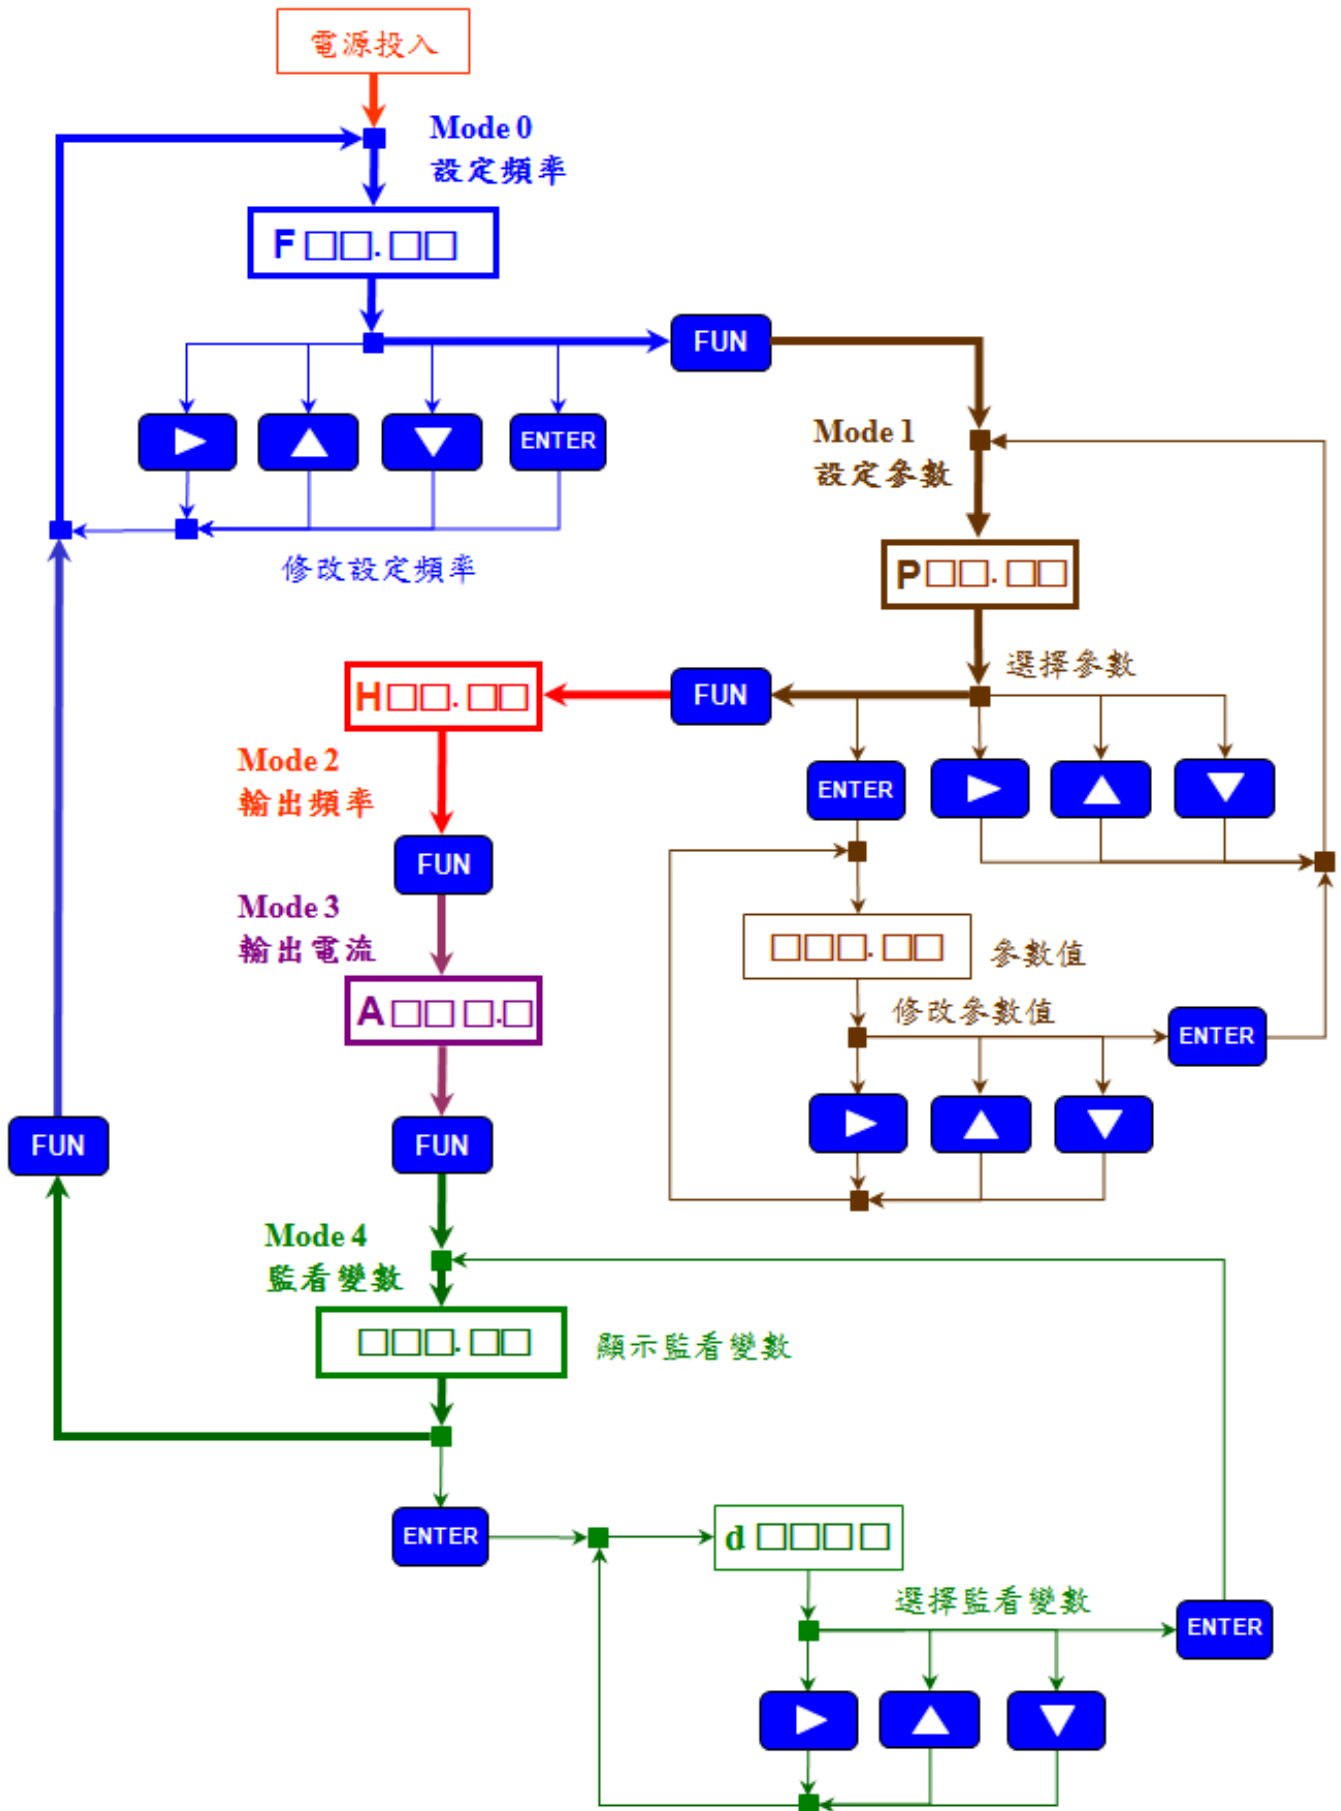 電源投入
Mode 0
設定頻率
F□□.□□
FUN
ENTER
Mode 1
設定參數
修改設定頻率
P□□.□□
選擇參數
H□□.□□
FUN
Mode 2
輸出頻率
ENTER
FUN
Mode 3
輸出電流
□□□.□□
參數值
A□□□.□
修改參數值
ENTER
FUN
FUN
Mode 4
監看變數
□□□.□□
顯示監看變數
ENTER
d□□□□
選擇監看變數
ENTER